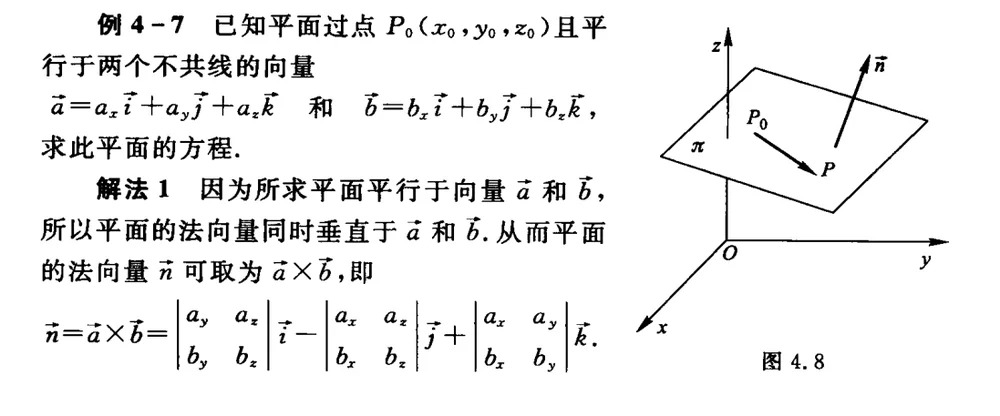 例4-7 已知平面过点 P₀(x₀,y₀,z₀)且平
行于两个不共线的向量
a⃗=aₓi⃗+a_yj⃗+a_zk⃗ 和 b⃗=bₓi⃗+b_yj⃗+b_zk⃗,
求此平面的方程.
解法1 因为所求平面平行于向量 a⃗ 和 b⃗,
所以平面的法向量同时垂直于 a⃗ 和 b⃗.从而平面
的法向量 n⃗ 可取为 a⃗×b⃗,即
n⃗=a⃗×b⃗=|a_y a_z; b_y b_z|i⃗-|aₓ a_z; bₓ b_z|j⃗+|aₓ a_y; bₓ b_y|k⃗.
z
n⃗
P₀
π
P
O
y
x
图 4.8